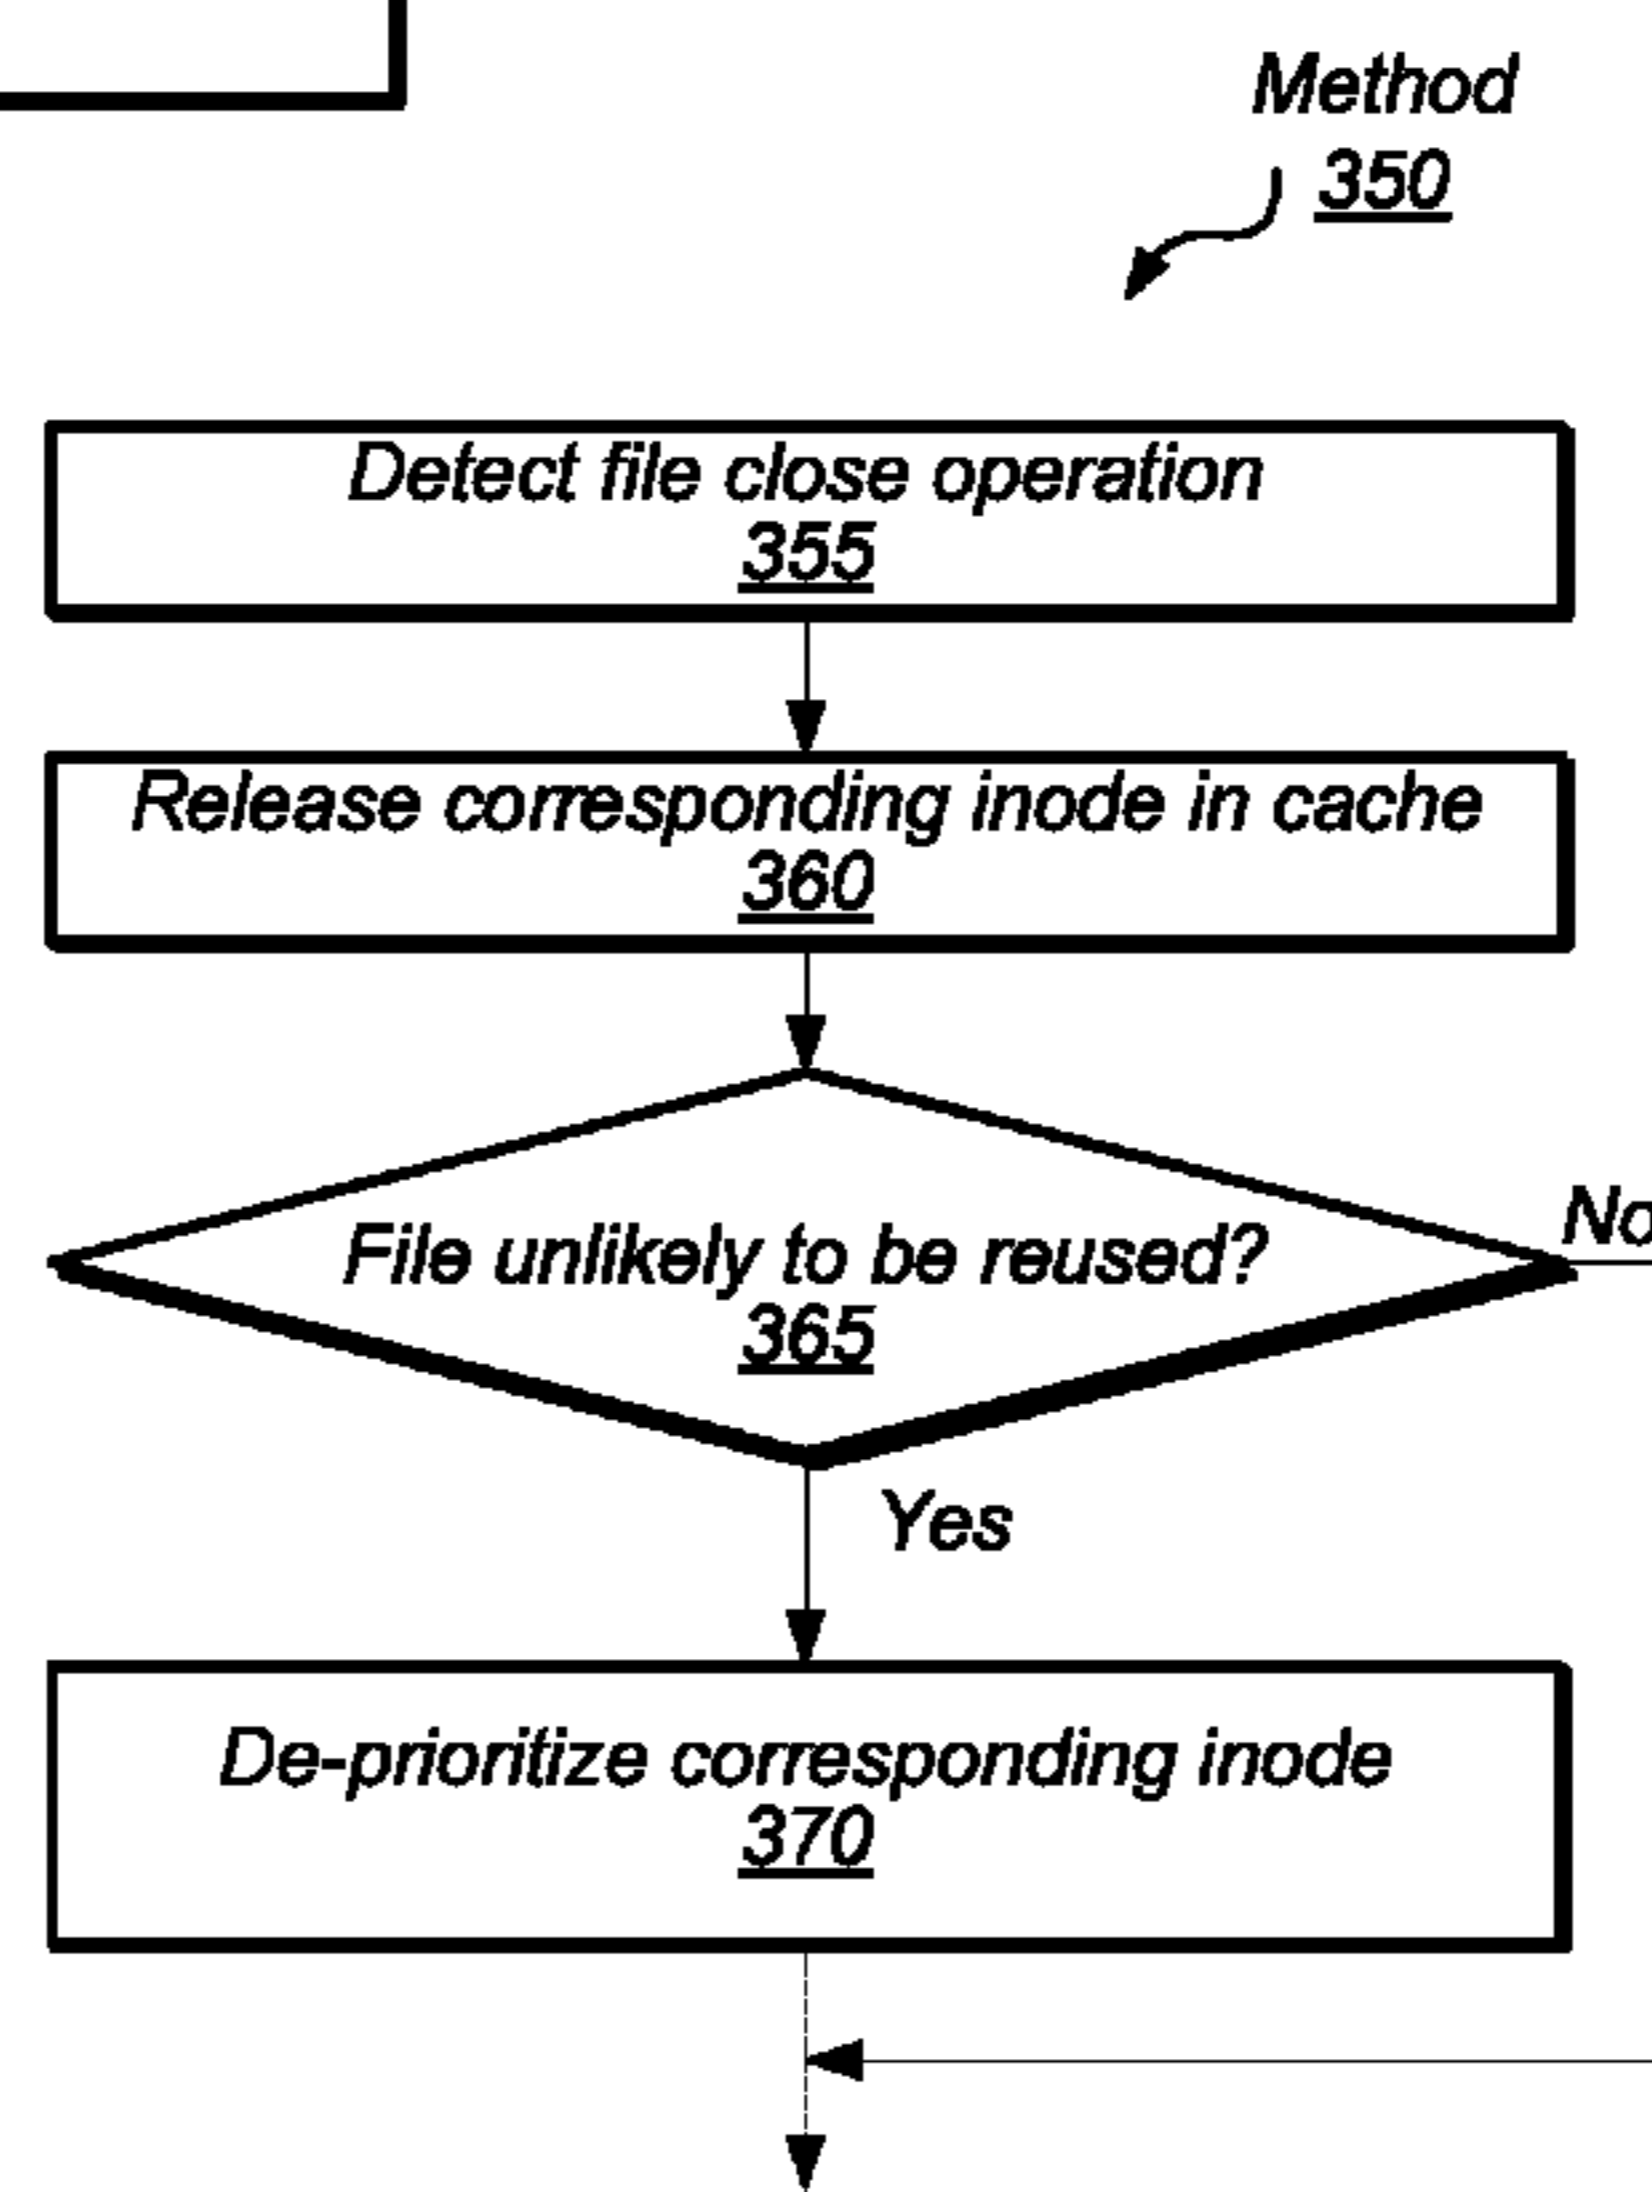 Method
350
Detect file close operation
355
Release corresponding inode in cache
360
File unlikely to be reused?
365
No
Yes
De-prioritize corresponding inode
370